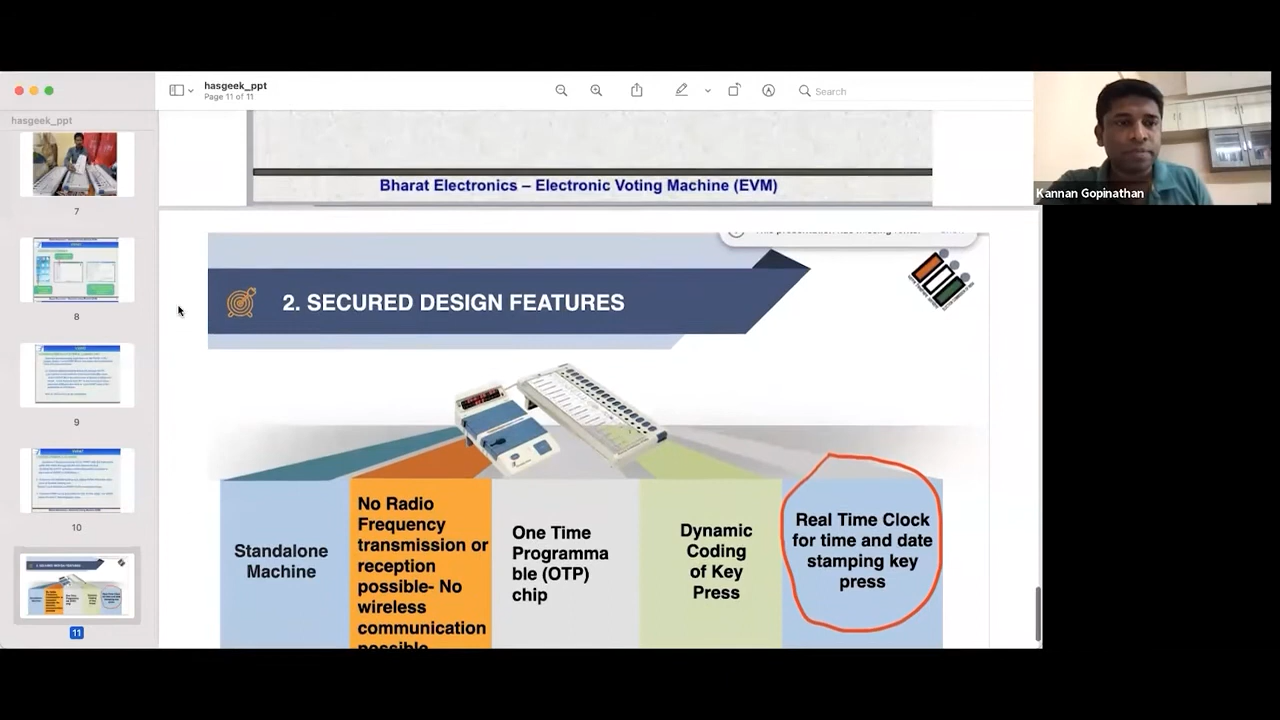 hasgeek_ppt
Page 11 of 11
Search
hasgeek_ppt
7
8
9
10
11
Kannan Gopinathan
Bharat Electronics – Electronic Voting Machine (EVM)
2. SECURED DESIGN FEATURES
Standalone
Machine
No Radio
Frequency
transmission or
reception
possible- No
wireless
communication
possible
One Time
Programma
ble (OTP)
chip
Dynamic
Coding
of Key
Press
Real Time Clock
for time and date
stamping key
press